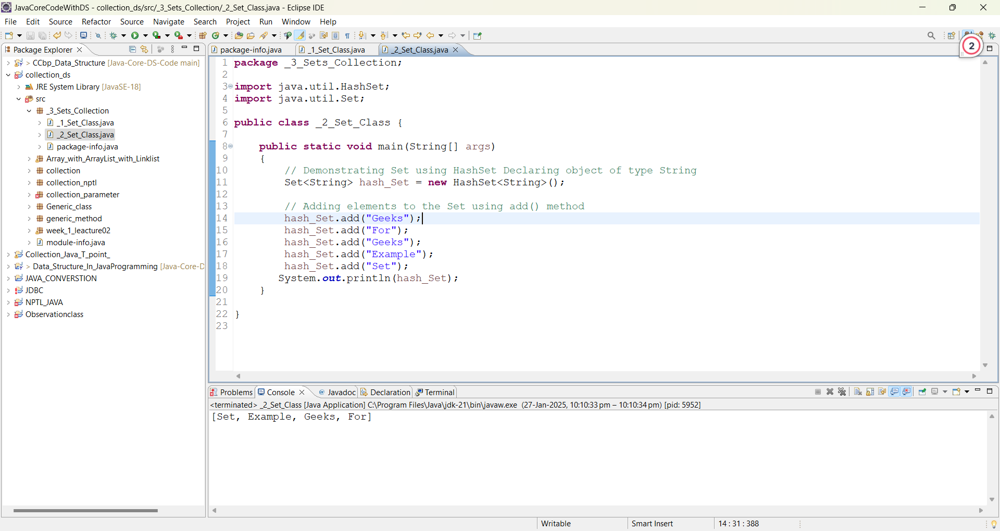 JavaCoreCodeWithDS - collection_ds/src/_3_Sets_Collection/_2_Set_Class.java - Eclipse IDE
File Edit Source Refactor Source Navigate Search Project Run Window Help
2
Package Explorer
CCbp_Data_Structure [Java-Core-DS-Code main]
collection_ds
JRE System Library [JavaSE-18]
src
_3_Sets_Collection
_1_Set_Class.java
_2_Set_Class.java
package-info.java
Array_with_ArrayList_with_Linklist
collection
collection_nptl
collection_parameter
Generic_class
generic_method
week_1_leacture02
module-info.java
Collection_Java_T_point_
Data_Structure_In_JavaProgramming [Java-Core-D
JAVA_CONVERSTION
JDBC
NPTL_JAVA
Observationclass
package-info.java _1_Set_Class.java _2_Set_Class.java
1 package _3_Sets_Collection;
2
3 import java.util.HashSet;
4 import java.util.Set;
5
6 public class _2_Set_Class {
7
8 public static void main(String[] args)
9 {
10 // Demonstrating Set using HashSet Declaring object of type String
11 Set<String> hash_Set = new HashSet<String>();
12
13 // Adding elements to the Set using add() method
14 hash_Set.add("Geeks");
15 hash_Set.add("For");
16 hash_Set.add("Geeks");
17 hash_Set.add("Example");
18 hash_Set.add("Set");
19 System.out.println(hash_Set);
20 }
21
22 }
23
Problems Console Javadoc Declaration Terminal
<terminated> _2_Set_Class [Java Application] C:\Program Files\Java\jdk-21\bin\javaw.exe (27-Jan-2025, 10:10:33 pm – 10:10:34 pm) [pid: 5952]
[Set, Example, Geeks, For]
Writable Smart Insert 14 : 31 : 388